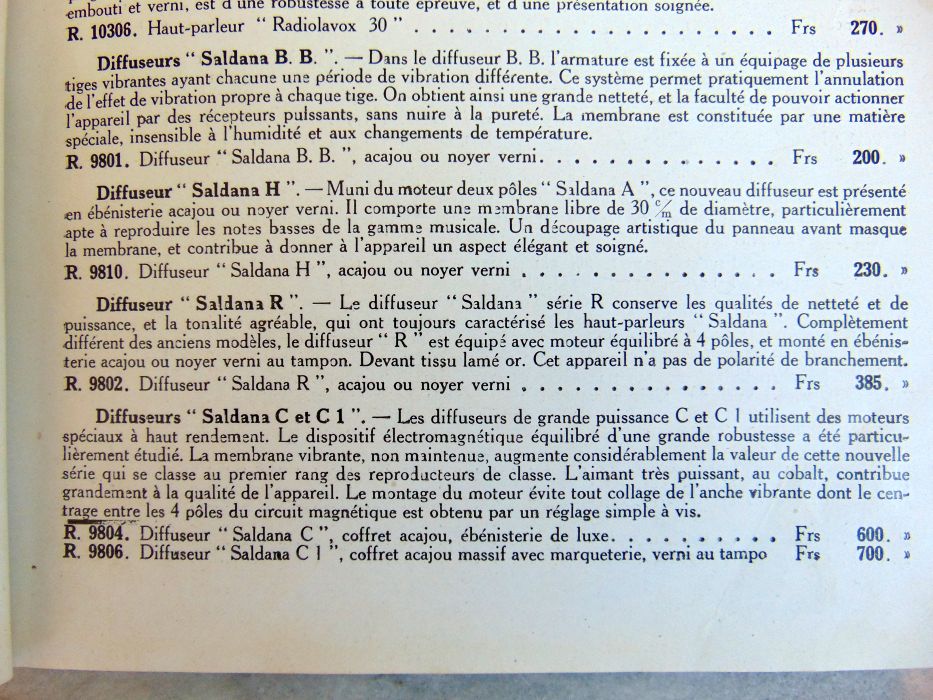 embouti et verni, est d'une robustesse à toute épreuve, et d'une présentation soignée.
R. 10306. Haut-parleur “ Radiolavox 30 ” . . . . . . . . . . . . . . . . . . . . Frs 270. »
Diffuseurs “ Saldana B. B. ”. — Dans le diffuseur B. B. l'armature est fixée à un équipage de plusieurs
tiges vibrantes ayant chacune une période de vibration différente. Ce système permet pratiquement l'annulation
de l'effet de vibration propre à chaque tige. On obtient ainsi une grande netteté, et la faculté de pouvoir actionner
l'appareil par des récepteurs puissants, sans nuire à la pureté. La membrane est constituée par une matière
spéciale, insensible à l'humidité et aux changements de température.
R. 9801. Diffuseur “ Saldana B. B. ”, acajou ou noyer verni. . . . . . . . . . . . . . Frs 200. »
Diffuseur “ Saldana H ”. — Muni du moteur deux pôles “ Saldana A ”, ce nouveau diffuseur est présenté
en ébénisterie acajou ou noyer verni. Il comporte une membrane libre de 30 c/m de diamètre, particulièrement
apte à reproduire les notes basses de la gamme musicale. Un découpage artistique du panneau avant masque
la membrane, et contribue à donner à l'appareil un aspect élégant et soigné.
R. 9810. Diffuseur “ Saldana H ”, acajou ou noyer verni . . . . . . . . . . . . . . . Frs 230. »
Diffuseur “ Saldana R ”. — Le diffuseur “ Saldana ” série R conserve les qualités de netteté et de
puissance, et la tonalité agréable, qui ont toujours caractérisé les haut-parleurs “ Saldana ”. Complètement
différent des anciens modèles, le diffuseur “ R ” est équipé avec moteur équilibré à 4 pôles, et monté en ébénis-
terie acajou ou noyer verni au tampon. Devant tissu lamé or. Cet appareil n'a pas de polarité de branchement.
R. 9802. Diffuseur “ Saldana R ”, acajou ou noyer verni . . . . . . . . . . . . . . . Frs 385. »
Diffuseurs “ Saldana C et C 1 ”. — Les diffuseurs de grande puissance C et C 1 utilisent des moteurs
spéciaux à haut rendement. Le dispositif électromagnétique équilibré d'une grande robustesse a été particu-
lièrement étudié. La membrane vibrante, non maintenue, augmente considérablement la valeur de cette nouvelle
série qui se classe au premier rang des reproducteurs de classe. L'aimant très puissant, au cobalt, contribue
grandement à la qualité de l'appareil. Le montage du moteur évite tout collage de l'anche vibrante dont le cen-
trage entre les 4 pôles du circuit magnétique est obtenu par un réglage simple à vis.
R. 9804. Diffuseur “ Saldana C ”, coffret acajou, ébénisterie de luxe. . . . . . . . . . Frs 600. »
R. 9806. Diffuseur “ Saldana C 1 ”, coffret acajou massif avec marqueterie, verni au tampo Frs 700. »